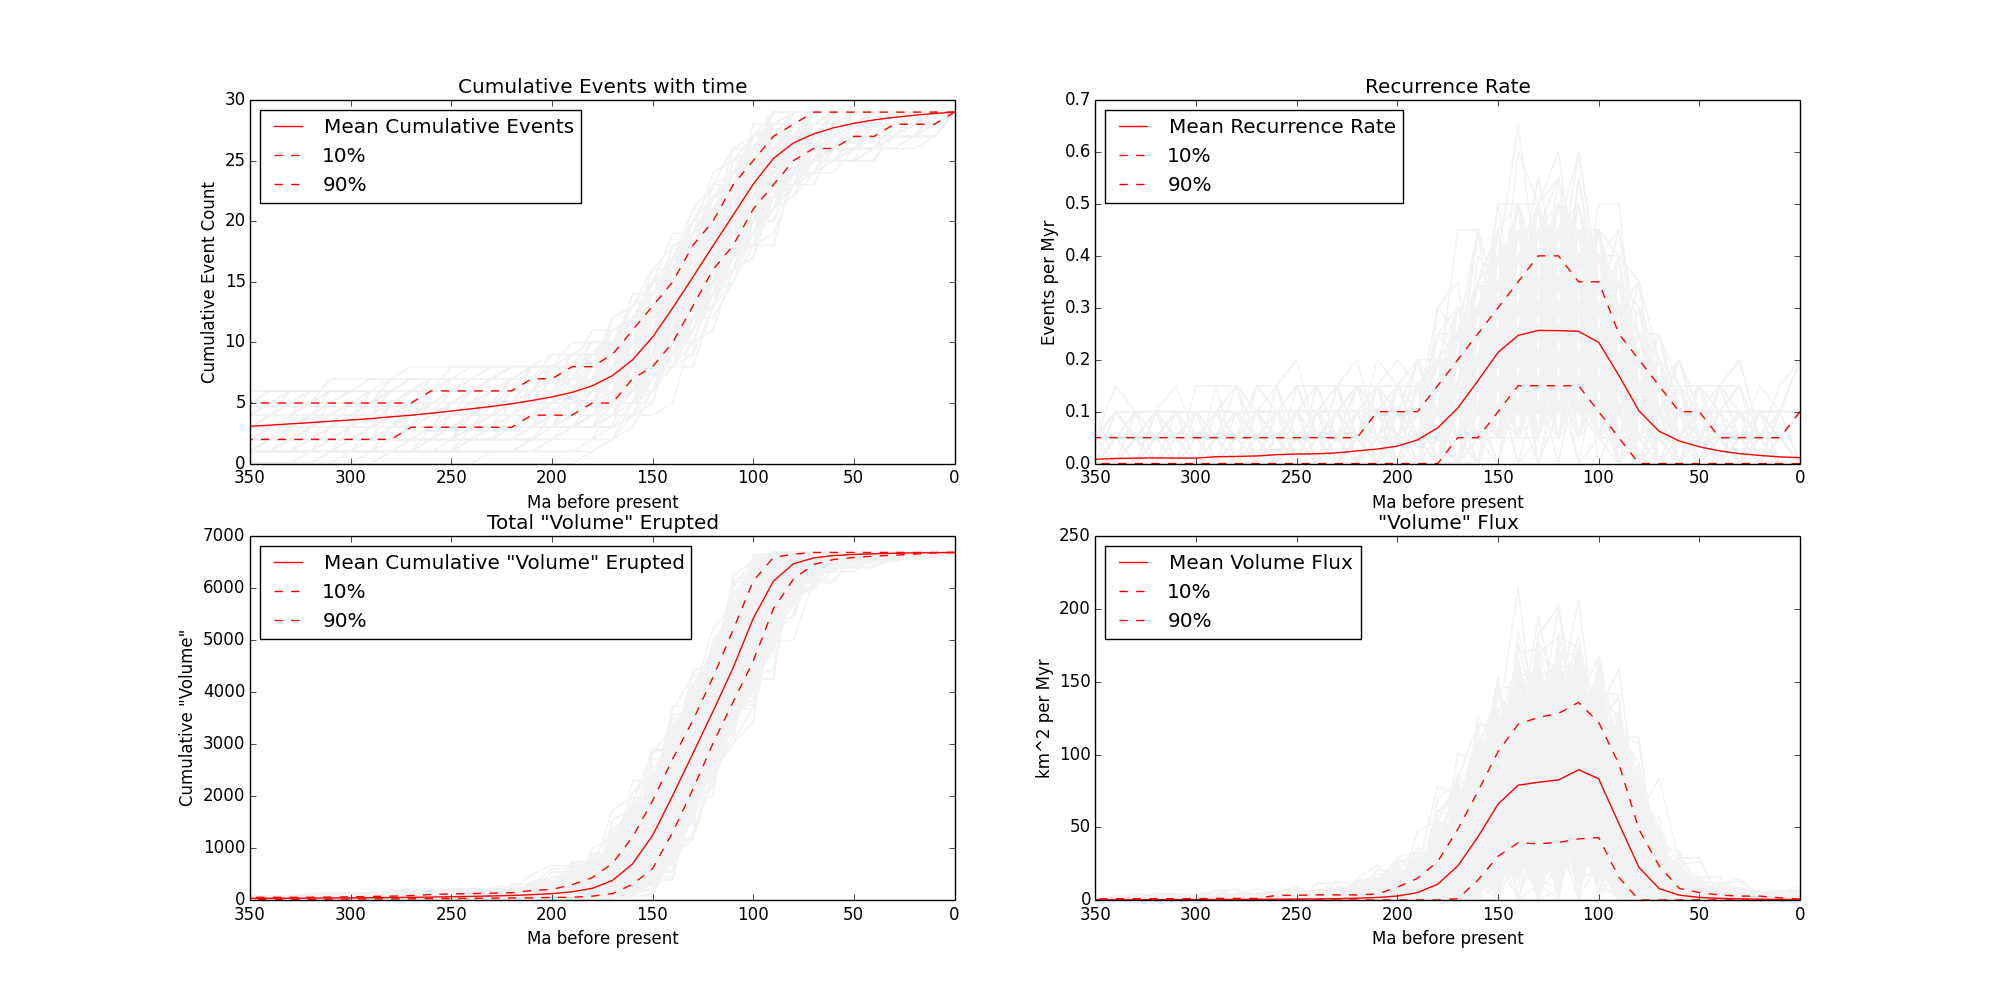 Cumulative Events with time
Mean Cumulative Events
10%
90%
Cumulative Event Count
30
25
20
15
10
5
0
350 300 250 200 150 100 50 0
Ma before present
Recurrence Rate
Mean Recurrence Rate
10%
90%
Events per Myr
0.7
0.6
0.5
0.4
0.3
0.2
0.1
0.0
350 300 250 200 150 100 50 0
Ma before present
Total "Volume" Erupted
Mean Cumulative "Volume" Erupted
10%
90%
Cumulative "Volume"
7000
6000
5000
4000
3000
2000
1000
0
350 300 250 200 150 100 50 0
Ma before present
"Volume" Flux
Mean Volume Flux
10%
90%
km^2 per Myr
250
200
150
100
50
0
350 300 250 200 150 100 50 0
Ma before present